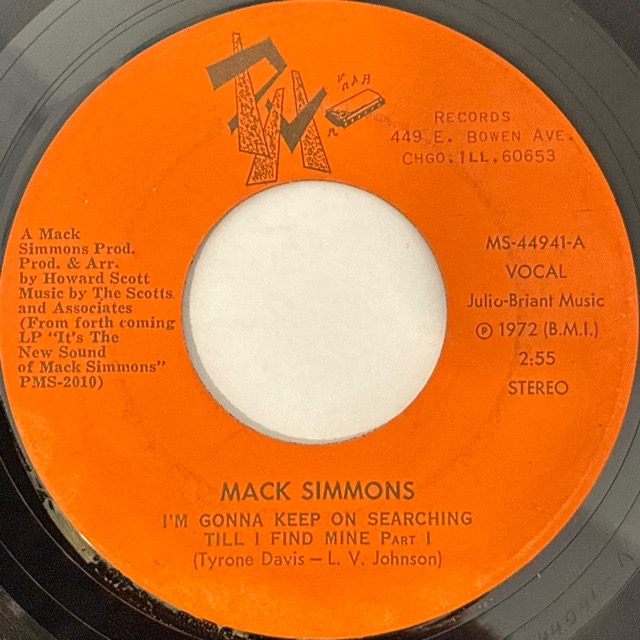 PW
RECORDS
449 E. BOWEN AVE.
CHGO. ILL. 60653
A Mack
Simmons Prod.
Prod. & Arr.
by Howard Scott
Music by The Scotts
and Associates
(From forth coming
LP "It's The
New Sound
of Mack Simmons"
PMS-2010)
MS-44941-A
VOCAL
Julio-Briant Music
℗ 1972 (B.M.I.)
2:55
STEREO
MACK SIMMONS
I'M GONNA KEEP ON SEARCHING
TILL I FIND MINE PART I
(Tyrone Davis – L. V. Johnson)